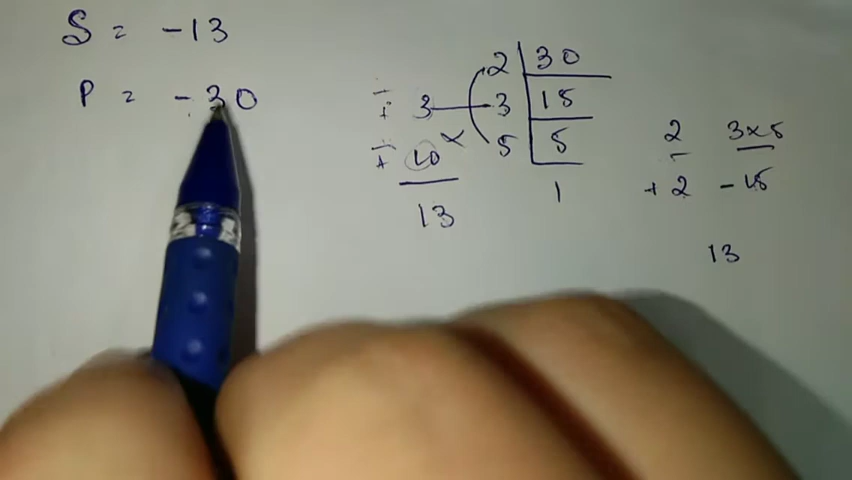 S = -13
P = -30
2 | 30
3 | 15
5 | 5
1
3
10 ×
13
2 3×5
+2 -15
13